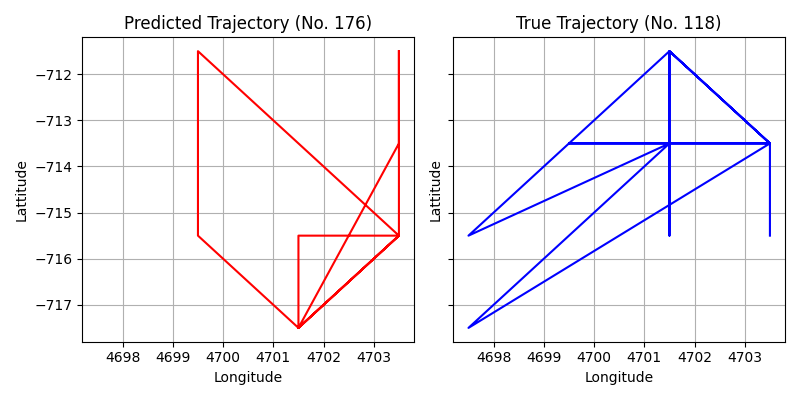 Predicted Trajectory (No. 176)
True Trajectory (No. 118)
−712
−713
−714
−715
−716
−717
Lattitude
Lattitude
4698 4699 4700 4701 4702 4703
4698 4699 4700 4701 4702 4703
Longitude
Longitude